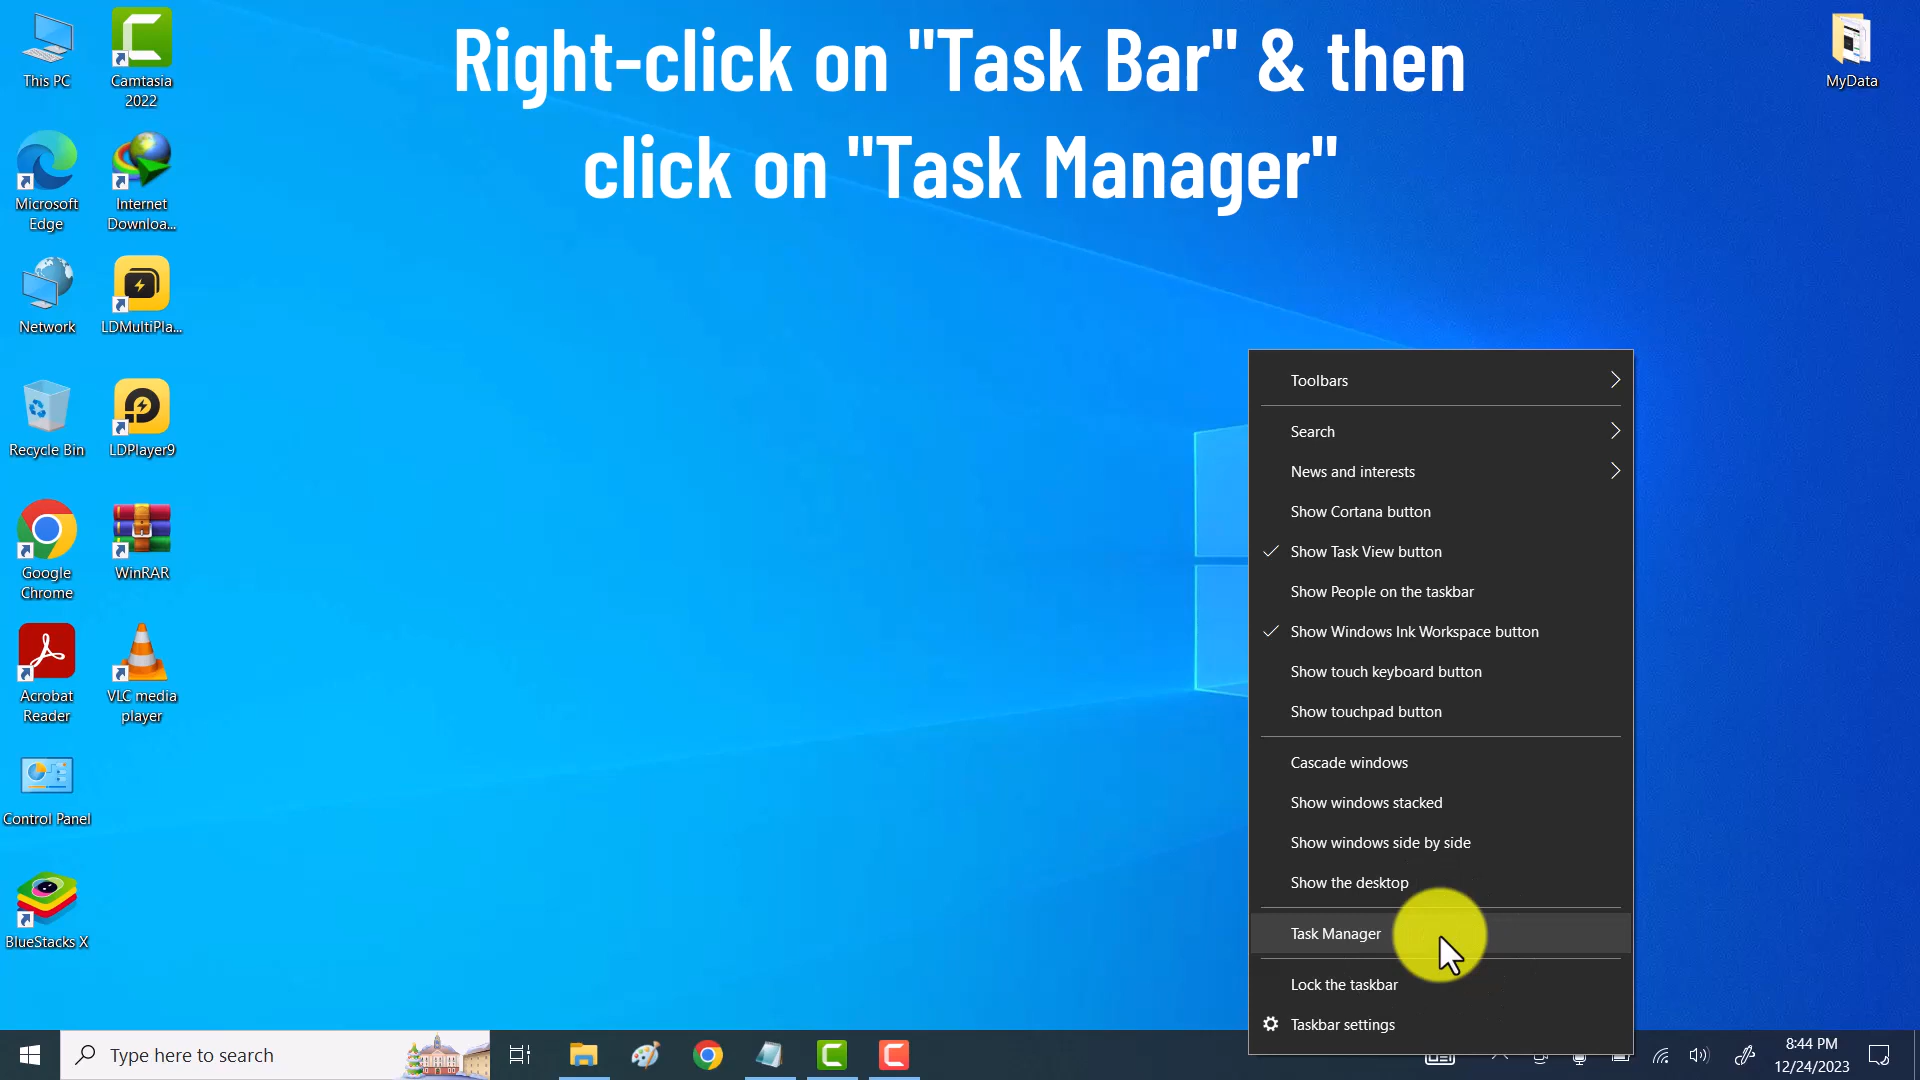 Right-click on "Task Bar" & then
click on "Task Manager"
This PC
Camtasia
2022
MyData
Microsoft
Edge
Internet
Downloa...
Network
LDMultiPla...
Recycle Bin
LDPlayer9
Google
Chrome
WinRAR
Acrobat
Reader
VLC media
player
Control Panel
BlueStacks X
Toolbars
Search
News and interests
Show Cortana button
Show Task View button
Show People on the taskbar
Show Windows Ink Workspace button
Show touch keyboard button
Show touchpad button
Cascade windows
Show windows stacked
Show windows side by side
Show the desktop
Task Manager
Lock the taskbar
Taskbar settings
Type here to search
8:44 PM
12/24/2023